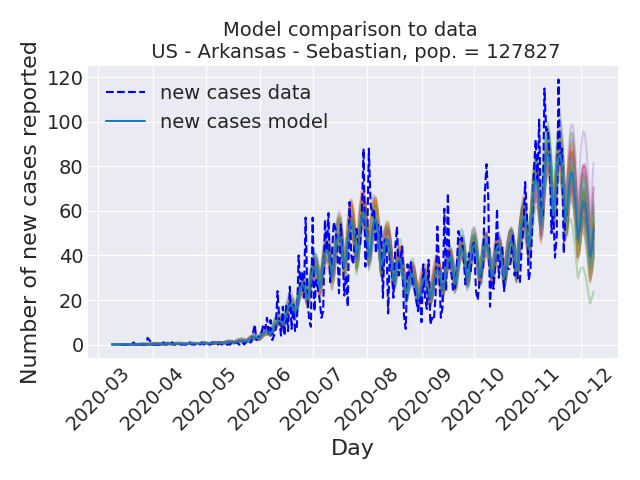 Model comparison to data
US - Arkansas - Sebastian, pop. = 127827
Number of new cases reported
120
100
80
60
40
20
0
new cases data
new cases model
2020-03
2020-04
2020-05
2020-06
2020-07
2020-08
2020-09
2020-10
2020-11
2020-12
Day